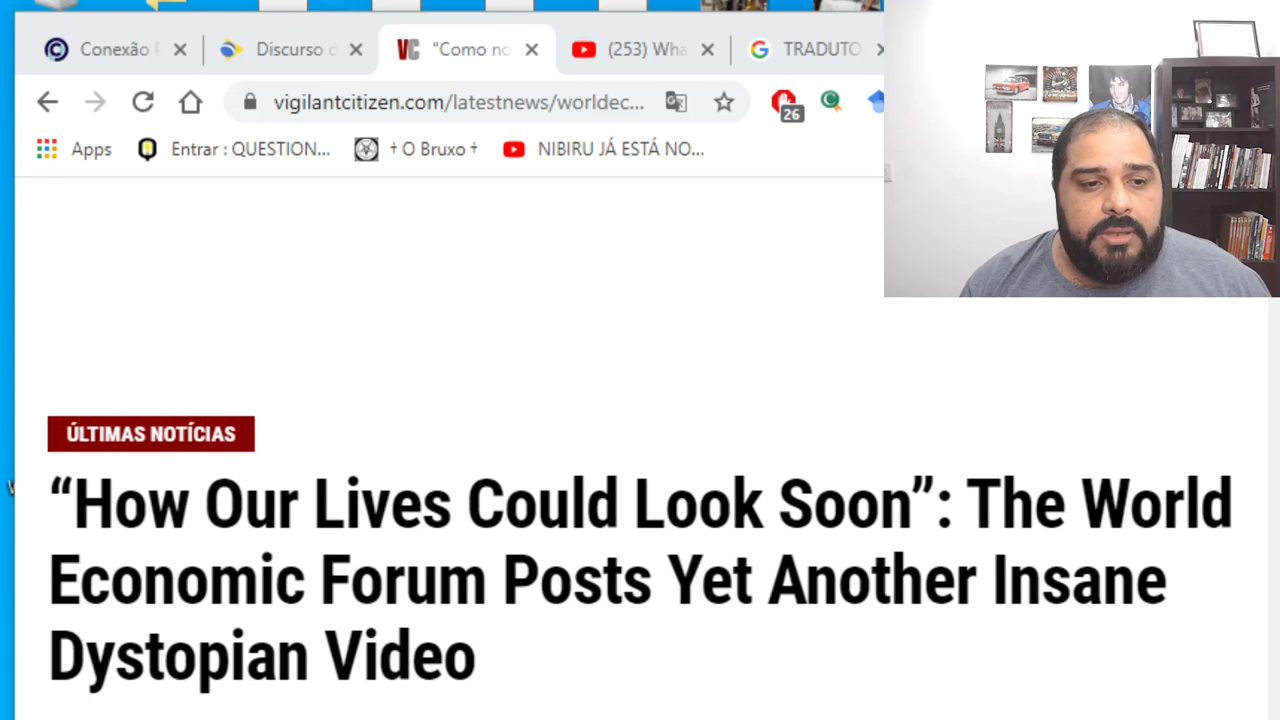 Conexão
Discurso
"Como no
(253) Wha
TRADUTO
vigilantcitizen.com/latestnews/worldec...
26
Apps
Entrar : QUESTION...
† O Bruxo †
NIBIRU JÁ ESTÁ NO...
ÚLTIMAS NOTÍCIAS
“How Our Lives Could Look Soon”: The World
Economic Forum Posts Yet Another Insane
Dystopian Video